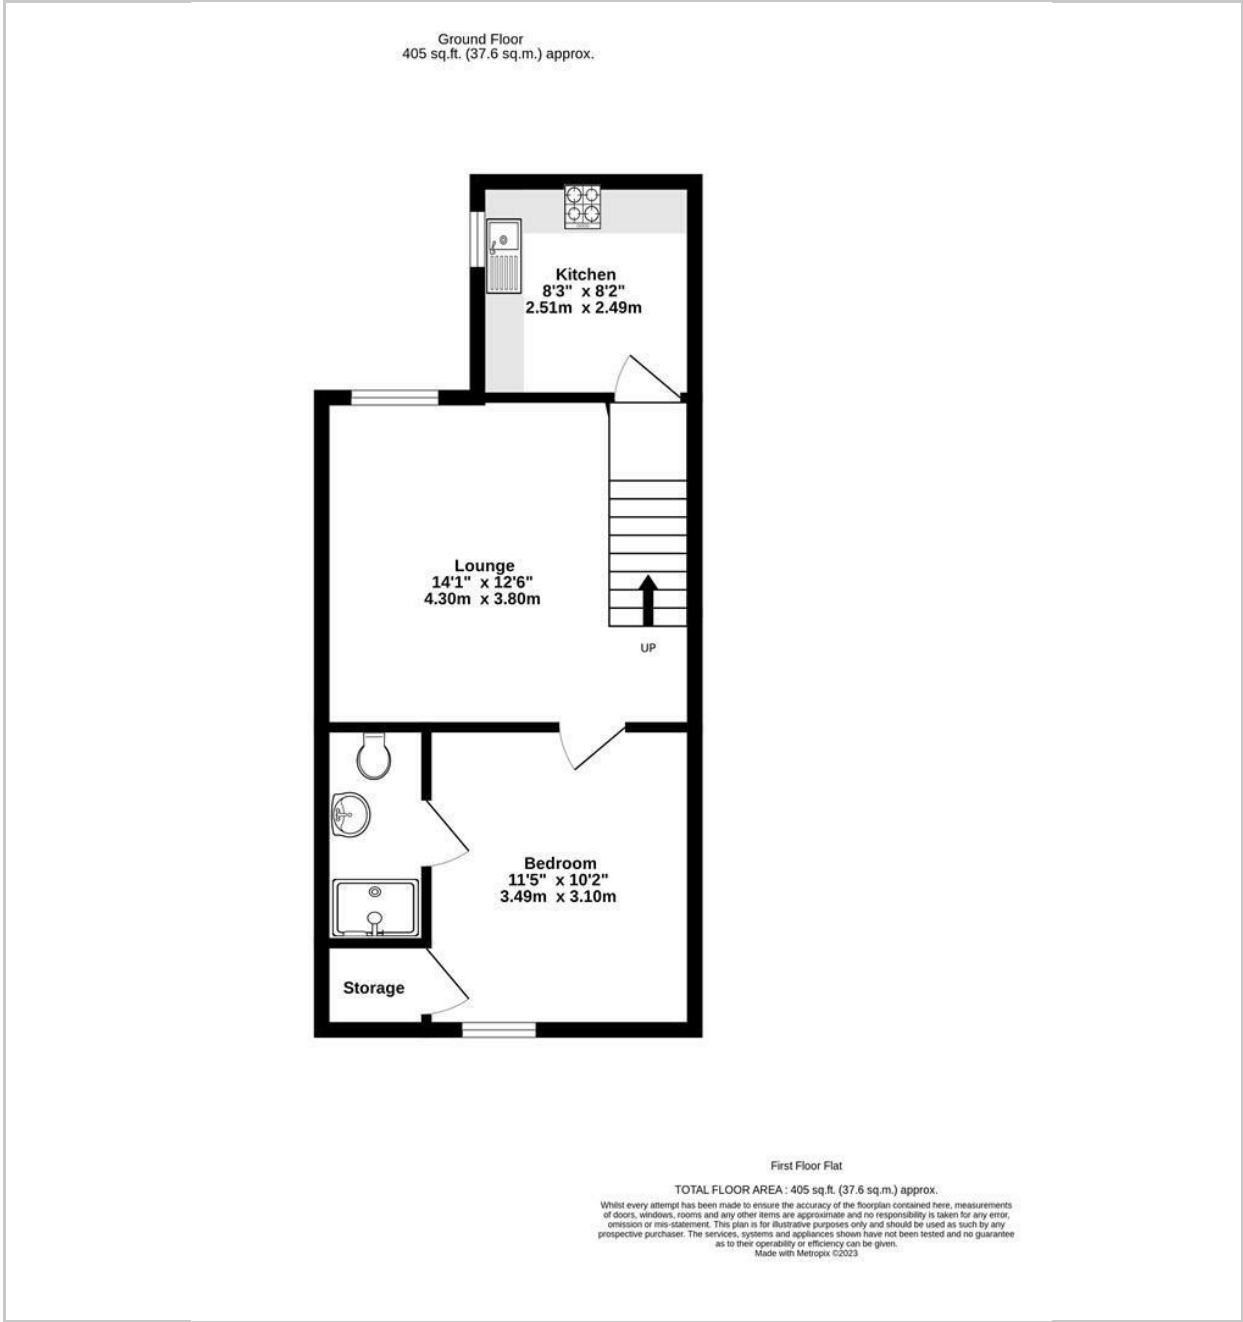 Ground Floor
405 sq.ft. (37.6 sq.m.) approx.
Kitchen
8'3" x 8'2"
2.51m x 2.49m
Lounge
14'1" x 12'6"
4.30m x 3.80m
UP
Bedroom
11'5" x 10'2"
3.49m x 3.10m
Storage
First Floor Flat
TOTAL FLOOR AREA : 405 sq.ft. (37.6 sq.m.) approx.
Whilst every attempt has been made to ensure the accuracy of the floorplan contained here, measurements
of doors, windows, rooms and any other items are approximate and no responsibility is taken for any error,
omission or mis-statement. This plan is for illustrative purposes only and should be used as such by any
prospective purchaser. The services, systems and appliances shown have not been tested and no guarantee
as to their operability or efficiency can be given.
Made with Metropix ©2023